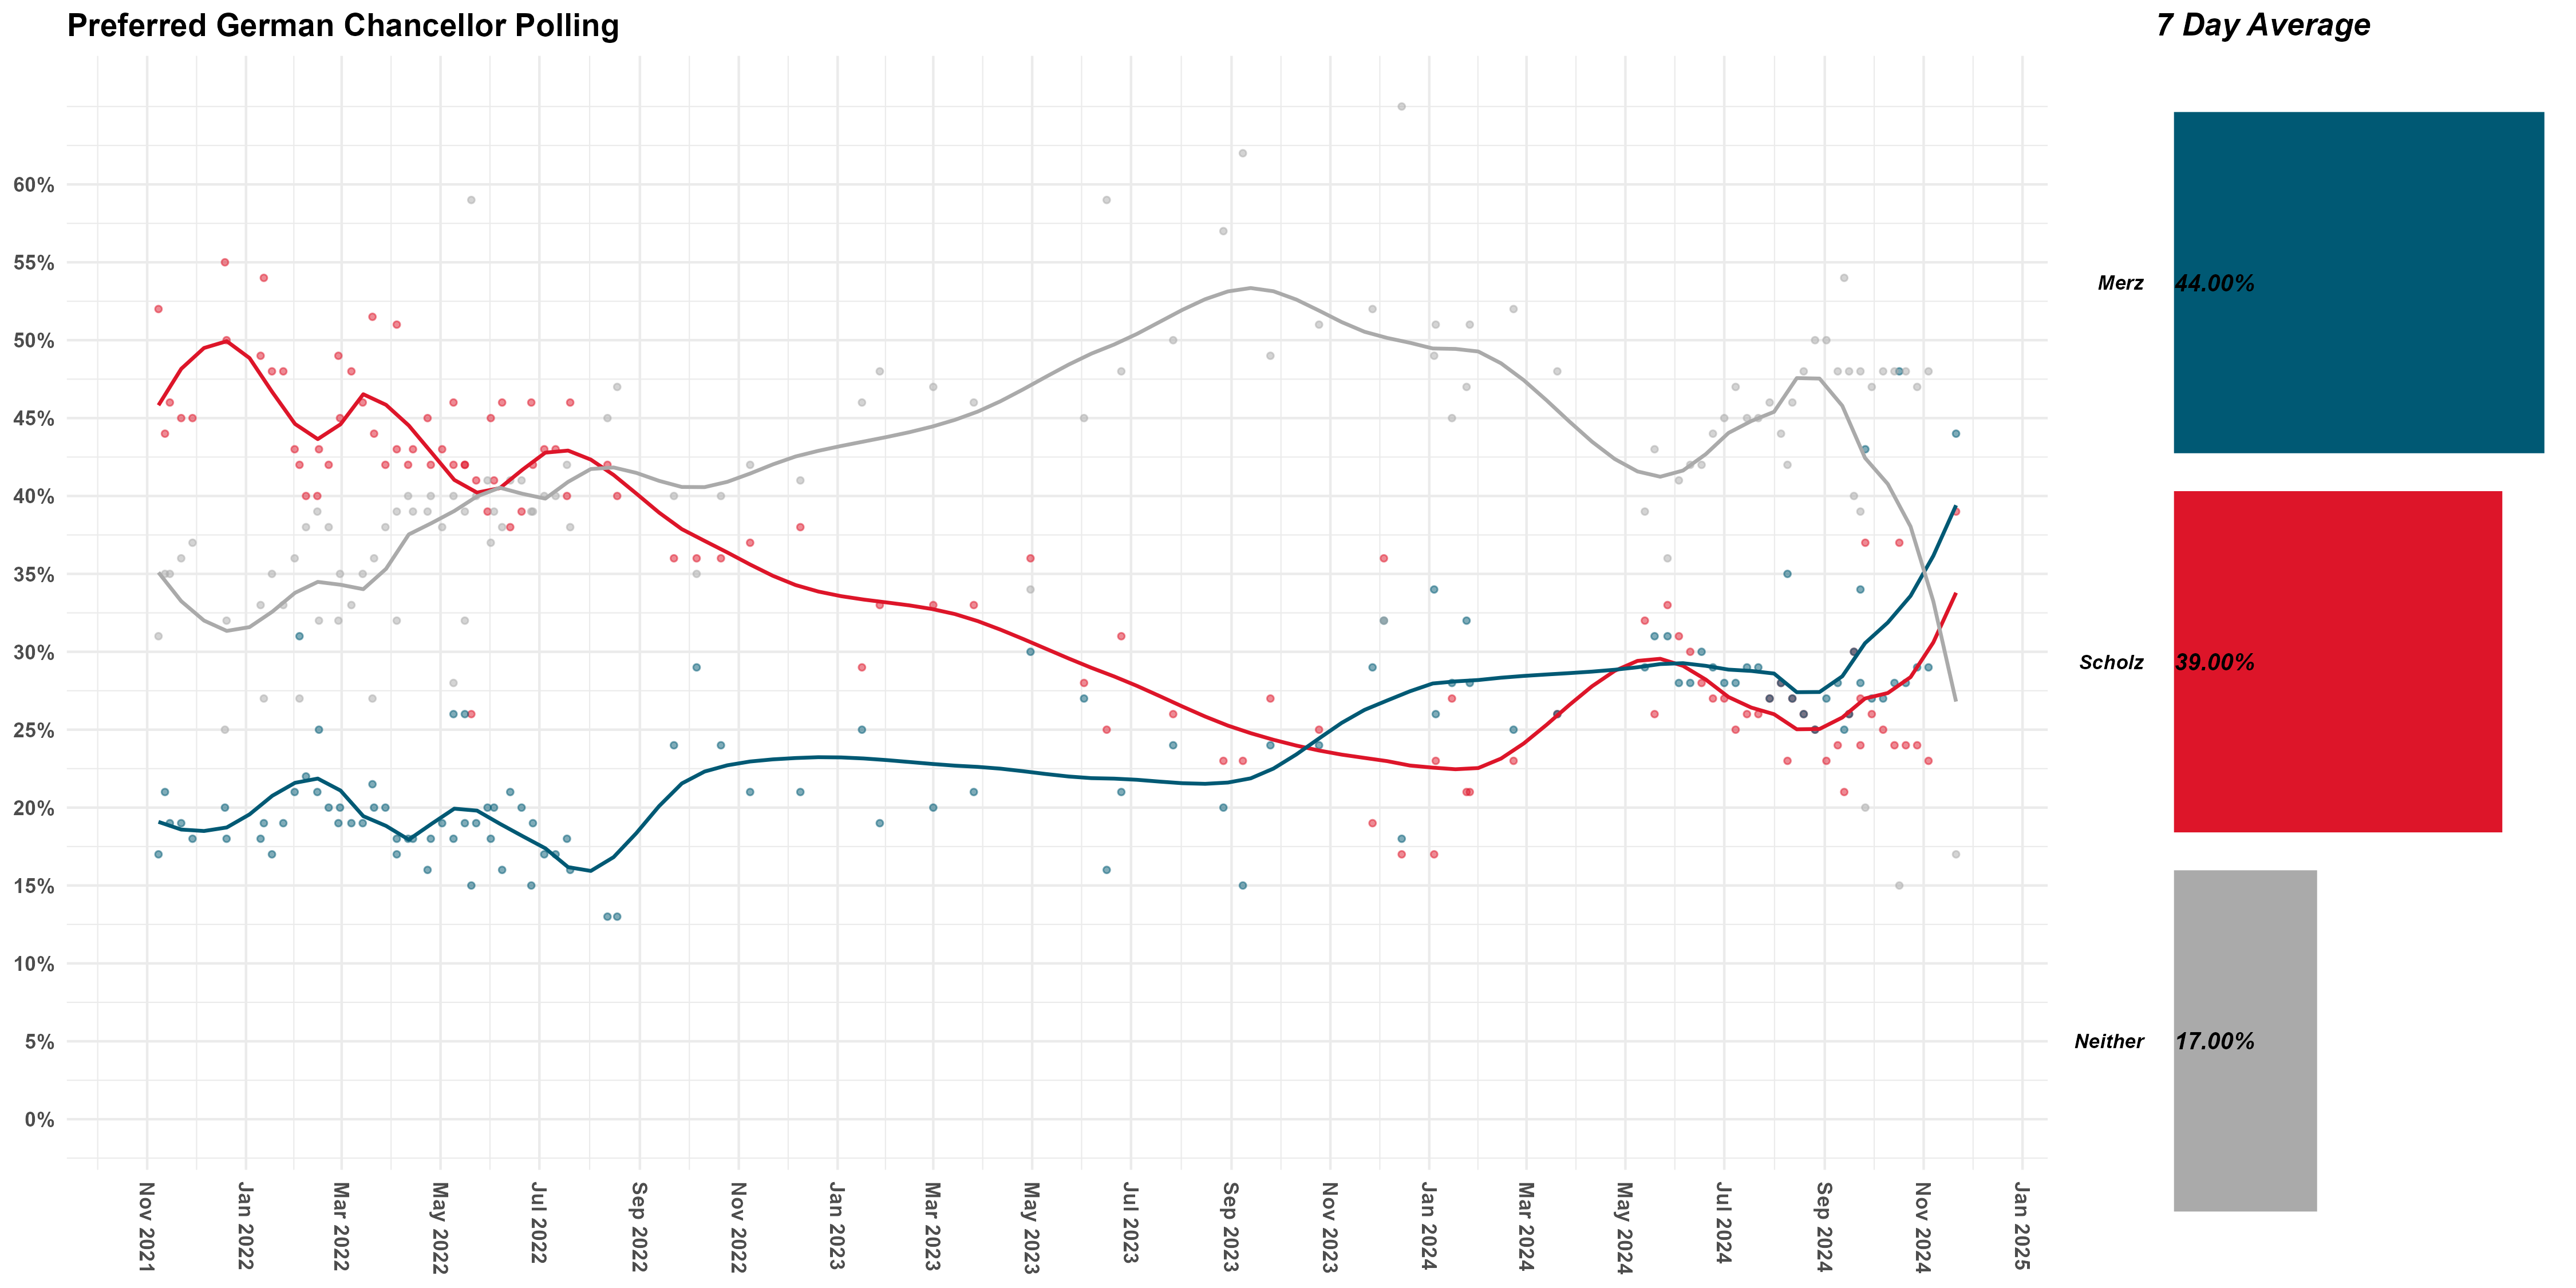 Preferred German Chancellor Polling
7 Day Average
60%
55%
50%
45%
40%
35%
30%
25%
20%
15%
10%
5%
0%
Nov 2021
Jan 2022
Mar 2022
May 2022
Jul 2022
Sep 2022
Nov 2022
Jan 2023
Mar 2023
May 2023
Jul 2023
Sep 2023
Nov 2023
Jan 2024
Mar 2024
May 2024
Jul 2024
Sep 2024
Nov 2024
Jan 2025
Merz 44.00%
Scholz 39.00%
Neither 17.00%